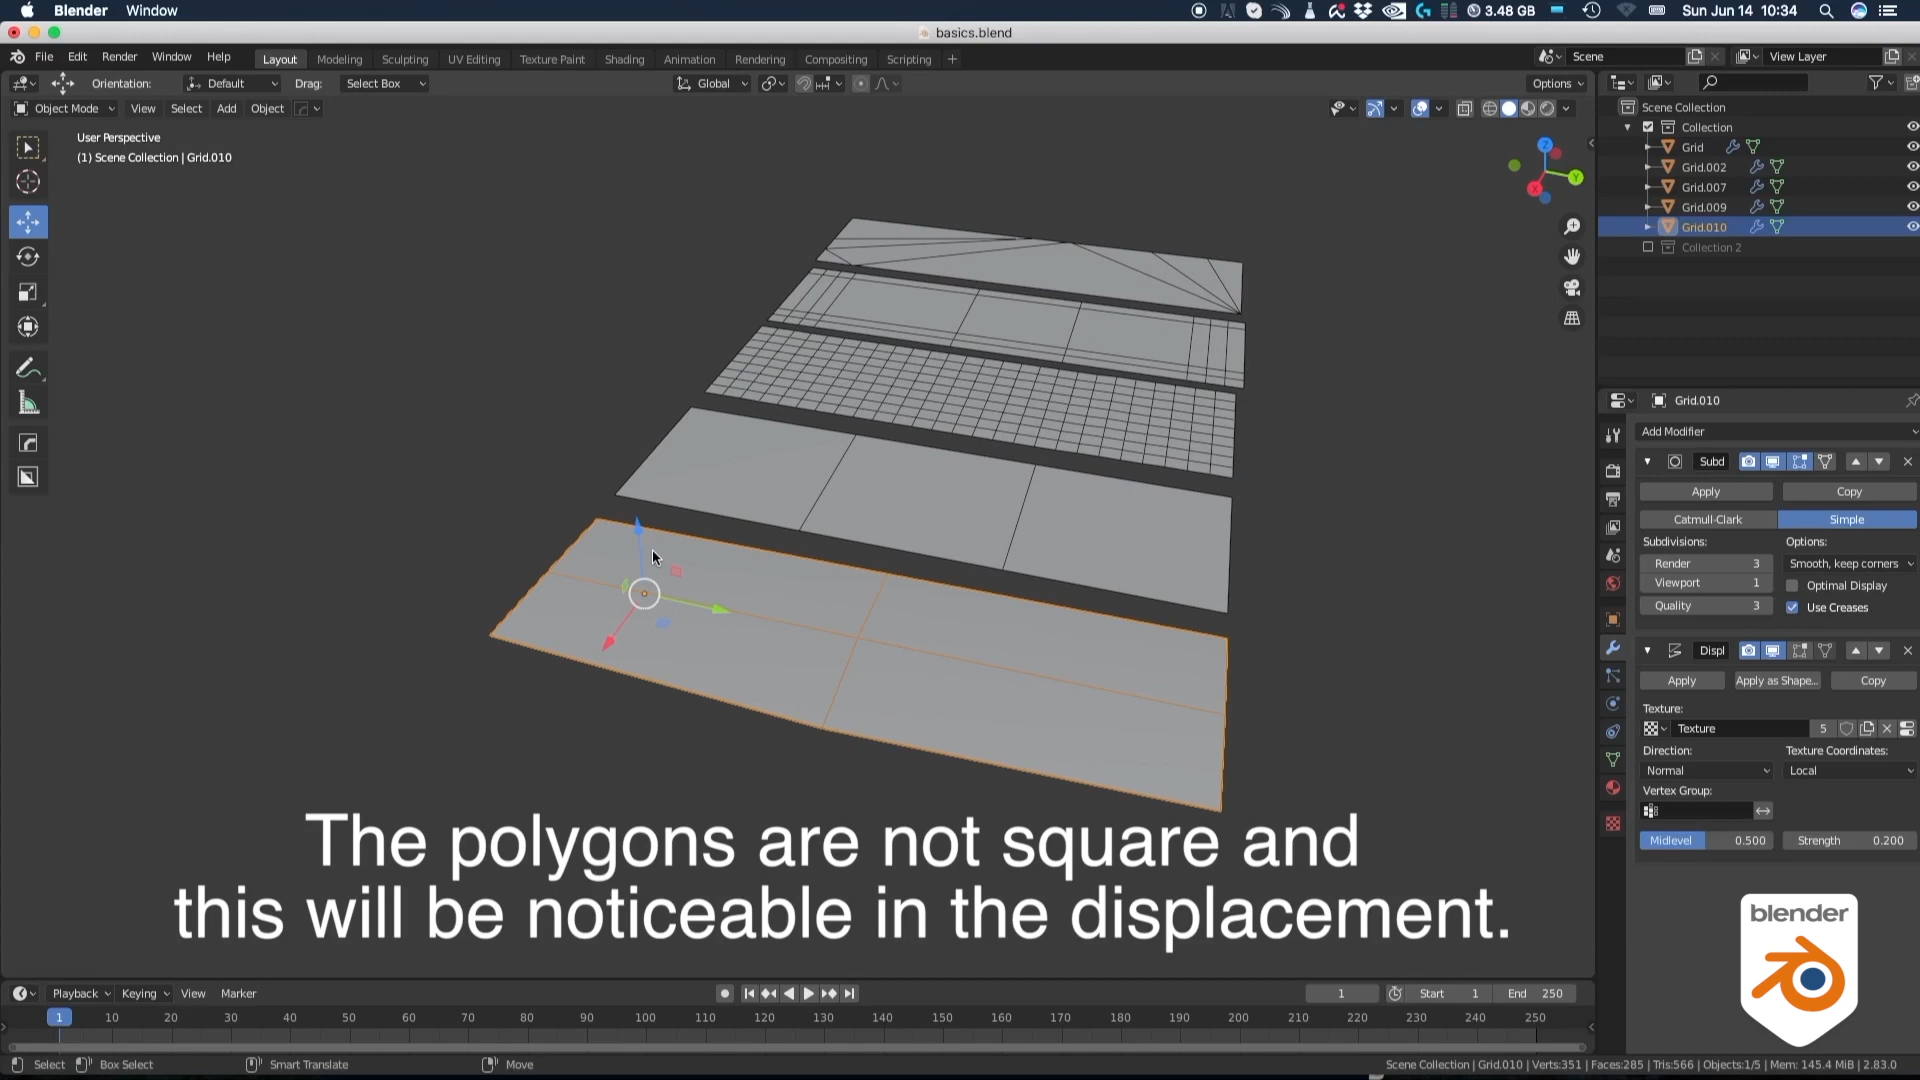 Blender Window 3.48 GB Sun Jun 14 10:34
basics.blend
File Edit Render Window Help Layout Modeling Sculpting UV Editing Texture Paint Shading Animation Rendering Compositing Scripting + Scene View Layer
Orientation: Default Drag: Select Box Global Options
Object Mode View Select Add Object
User Perspective
(1) Scene Collection | Grid.010
Z
Y
X
Scene Collection
Collection
Grid
Grid.002
Grid.007
Grid.009
Grid.010
Collection 2
Grid.010
Add Modifier
Subd
Apply Copy
Catmull-Clark Simple
Subdivisions: Options:
Render 3 Smooth, keep corners
Viewport 1 Optimal Display
Quality 3 Use Creases
Displ
Apply Apply as Shape... Copy
Texture:
Texture 5
Direction: Texture Coordinates:
Normal Local
Vertex Group:
Midlevel 0.500 Strength 0.200
The polygons are not square and
this will be noticeable in the displacement.
blender
Playback Keying View Marker 1 Start 1 End 250
1 10 20 30 40 50 60 70 80 90 100 110 120 130 140 150 160 170 180 190 200 210 220 230 240 250
Select Box Select Smart Translate Move Scene Collection | Grid.010 | Verts:351 | Faces:285 | Tris:566 | Objects:1/5 | Mem: 145.4 MiB | 2.83.0